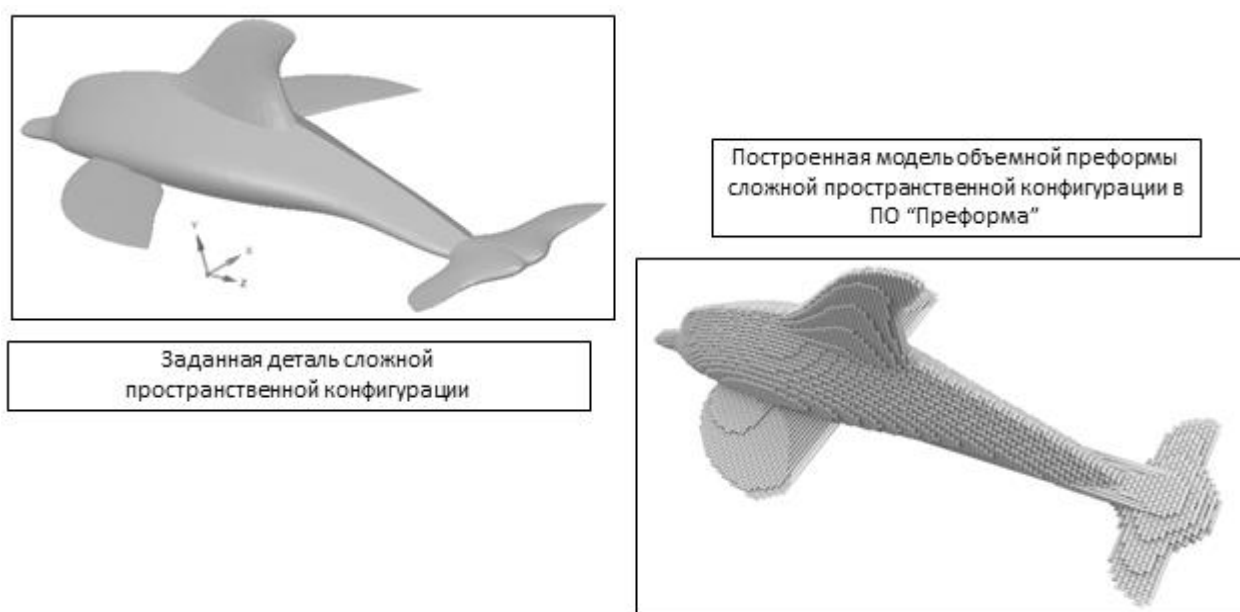 Построенная модель объемной преформы
сложной пространственной конфигурации в
ПО “Преформа”
Заданная деталь сложной
пространственной конфигурации
Y
X
Z